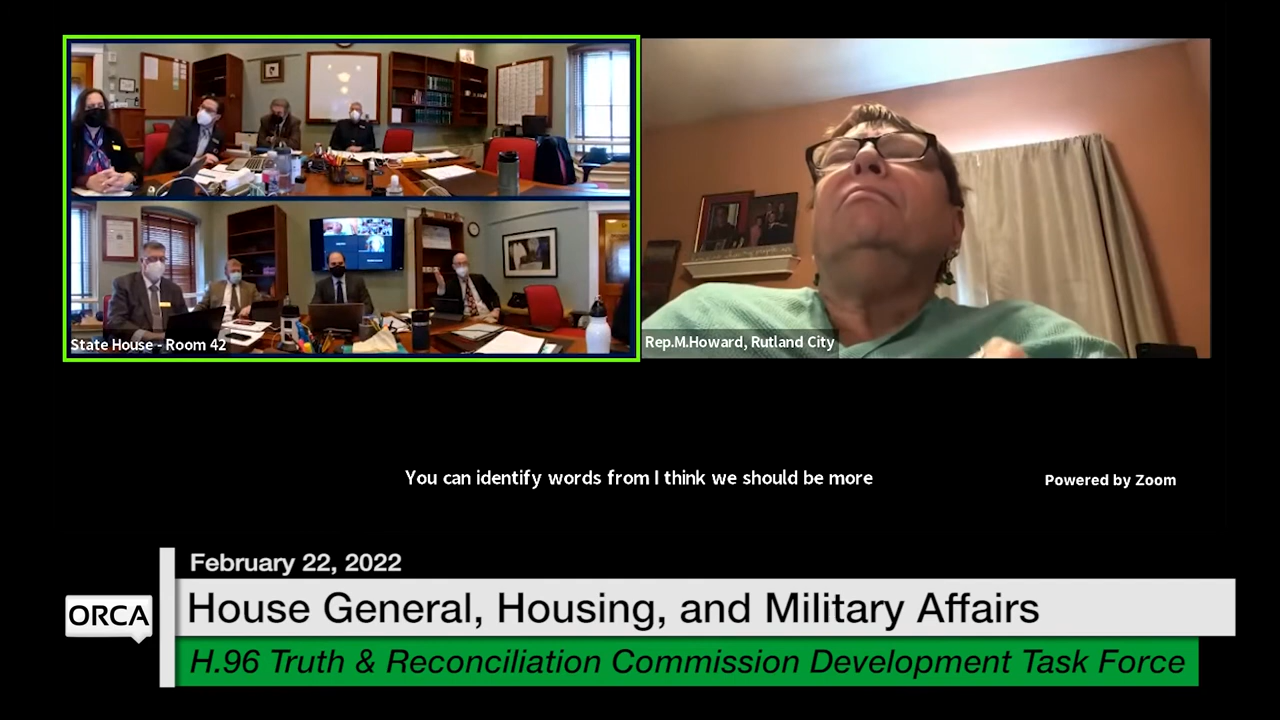 State House - Room 42
Rep.M.Howard, Rutland City
You can identify words from I think we should be more
Powered by Zoom
February 22, 2022
ORCA
House General, Housing, and Military Affairs
H.96 Truth & Reconciliation Commission Development Task Force